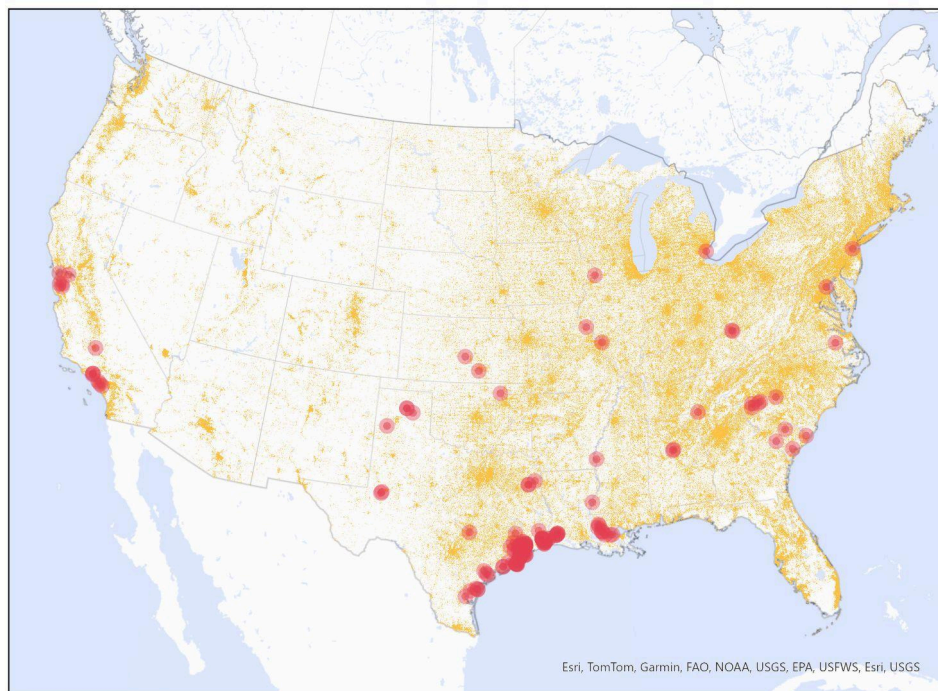 Esri, TomTom, Garmin, FAO, NOAA, USGS, EPA, USFWS, Esri, USGS